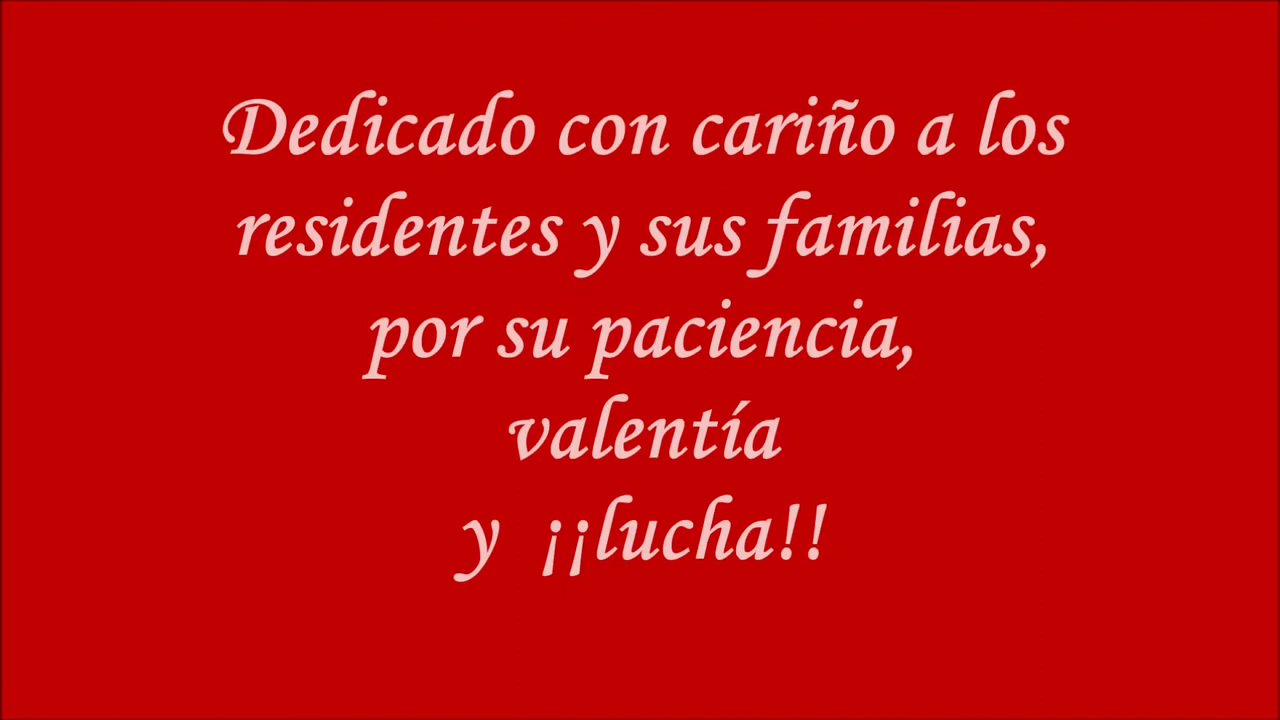 Dedicado con cariño a los
residentes y sus familias,
por su paciencia,
valentía
y ¡¡lucha!!